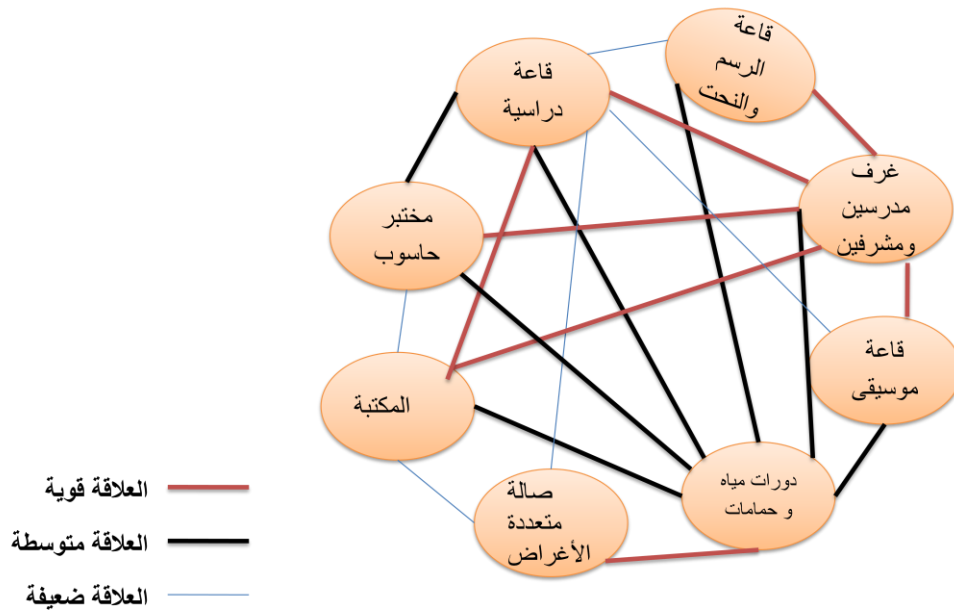 قاعة
الرسم
والنحت
قاعة
دراسية
غرف
مدرسين
ومشرفين
مختبر
حاسوب
قاعة
موسيقى
المكتبة
دورات مياه
و حمامات
صالة
متعددة
الأغراض
العلاقة قوية
العلاقة متوسطة
العلاقة ضعيفة